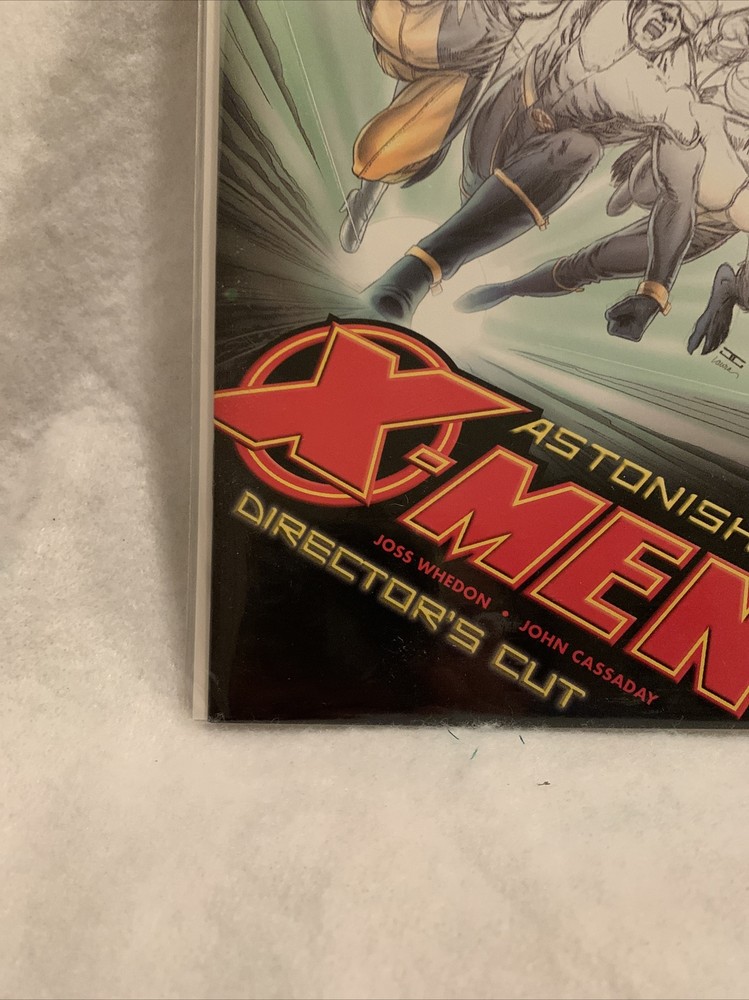 ASTONISH
X-MEN
JOSS WHEDON • JOHN CASSADAY
DIRECTOR'S CUT